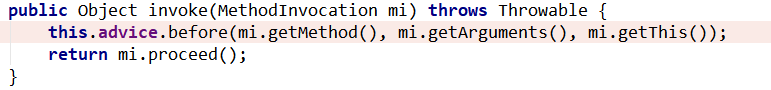 public Object invoke(MethodInvocation mi) throws Throwable {
    this.advice.before(mi.getMethod(), mi.getArguments(), mi.getThis());
    return mi.proceed();
}